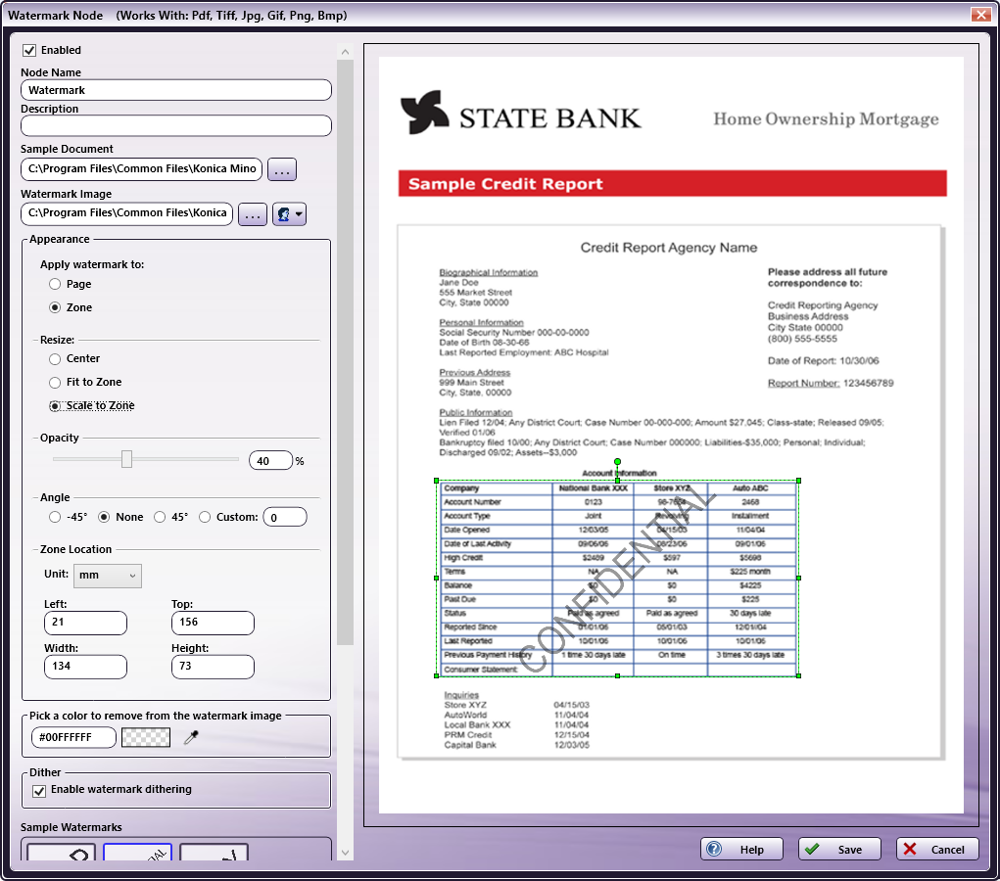 Watermark Node (Works With: Pdf, Tiff, Jpg, Gif, Png, Bmp)
Enabled
Node Name
Watermark
Description
Sample Document
C:\Program Files\Common Files\Konica Mino
...
Watermark Image
C:\Program Files\Common Files\Konica
...
Appearance
Apply watermark to:
Page
Zone
Resize:
Center
Fit to Zone
Scale to Zone
Opacity
40 %
Angle
-45° None 45° Custom: 0
Zone Location
Unit: mm
Left: Top:
21 156
Width: Height:
134 73
Pick a color to remove from the watermark image
#00FFFFFF
Dither
Enable watermark dithering
Sample Watermarks
STATE BANK
Home Ownership Mortgage
Sample Credit Report
Credit Report Agency Name
Biographical Information
Jane Doe
555 Market Street
City, State 00000
Personal Information
Social Security Number 000-00-0000
Date of Birth 08-30-66
Last Reported Employment: ABC Hospital
Previous Address
999 Main Street
City, State, 00000
Please address all future
correspondence to:
Credit Reporting Agency
Business Address
City State 00000
(800) 555-5555
Date of Report: 10/30/06
Report Number: 123456789
Public Information
Lien Filed 12/04; Any District Court; Case Number 00-000-000; Amount $27,045; Class-state; Released 09/05;
Verified 01/06
Bankruptcy filed 10/00; Any District Court; Case Number 000000; Liabilities-$35,000; Personal; Individual;
Discharged 09/02; Assets--$3,000
Account Information
Company National Bank XXX Store XYZ Auto ABC
Account Number 0123 2468
Account Type Joint Revolving Installment
Date Opened 12/03/05 04/15/03 11/04/04
Date of Last Activity 09/06/06 08/23/06 09/01/06
High Credit $2489 $597 $5698
Terms NA NA $225 month
Balance $0 $0 $4225
Past Due $0 $0 $225
Status Paid as agreed Paid as agreed 30 days late
Reported Since 01/01/06 05/01/03 12/01/04
Last Reported 10/01/06 10/01/06 10/01/06
Previous Payment History 1 time 30 days late On time 3 times 30 days late
Consumer Statement:
CONFIDENTIAL
Inquiries
Store XYZ 04/15/03
AutoWorld 11/04/04
Local Bank XXX 11/04/04
PRM Credit 12/15/04
Capital Bank 12/03/05
Help
Save
Cancel